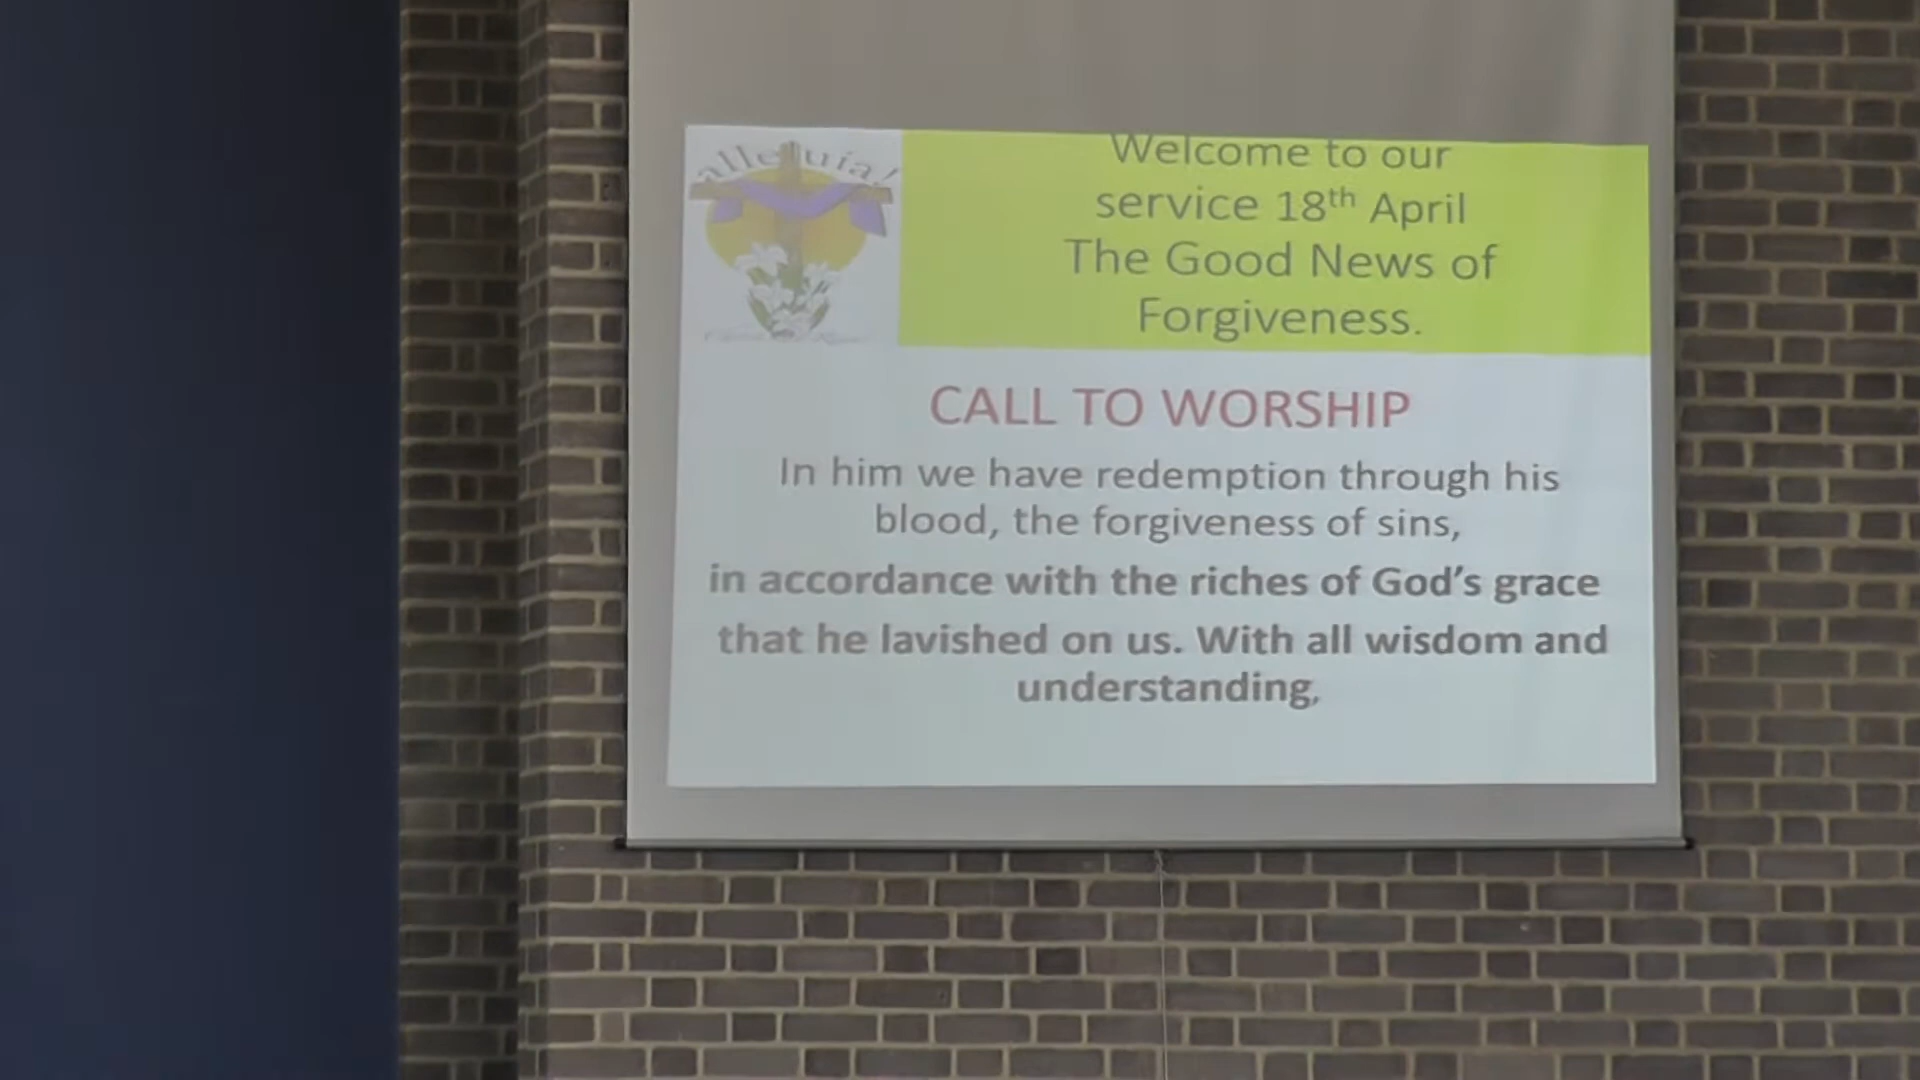 alleluia!
Welcome to our
service 18th April
The Good News of
Forgiveness.
CALL TO WORSHIP
In him we have redemption through his
blood, the forgiveness of sins,
in accordance with the riches of God's grace
that he lavished on us. With all wisdom and
understanding,